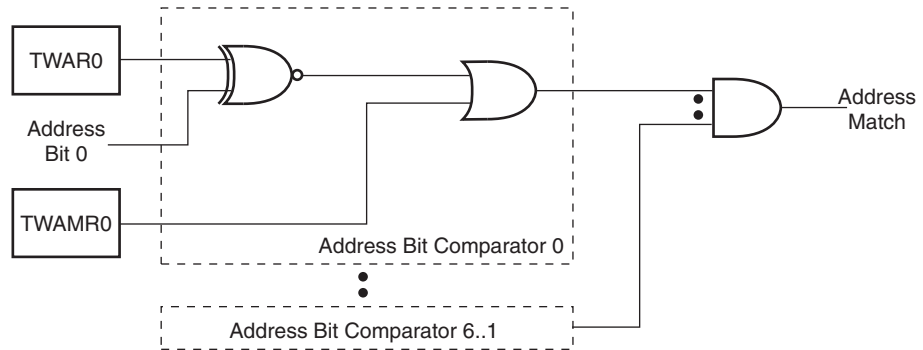 TWAR0
Address
Bit 0
TWAMR0
Address Bit Comparator 0
Address
Match
Address Bit Comparator 6..1